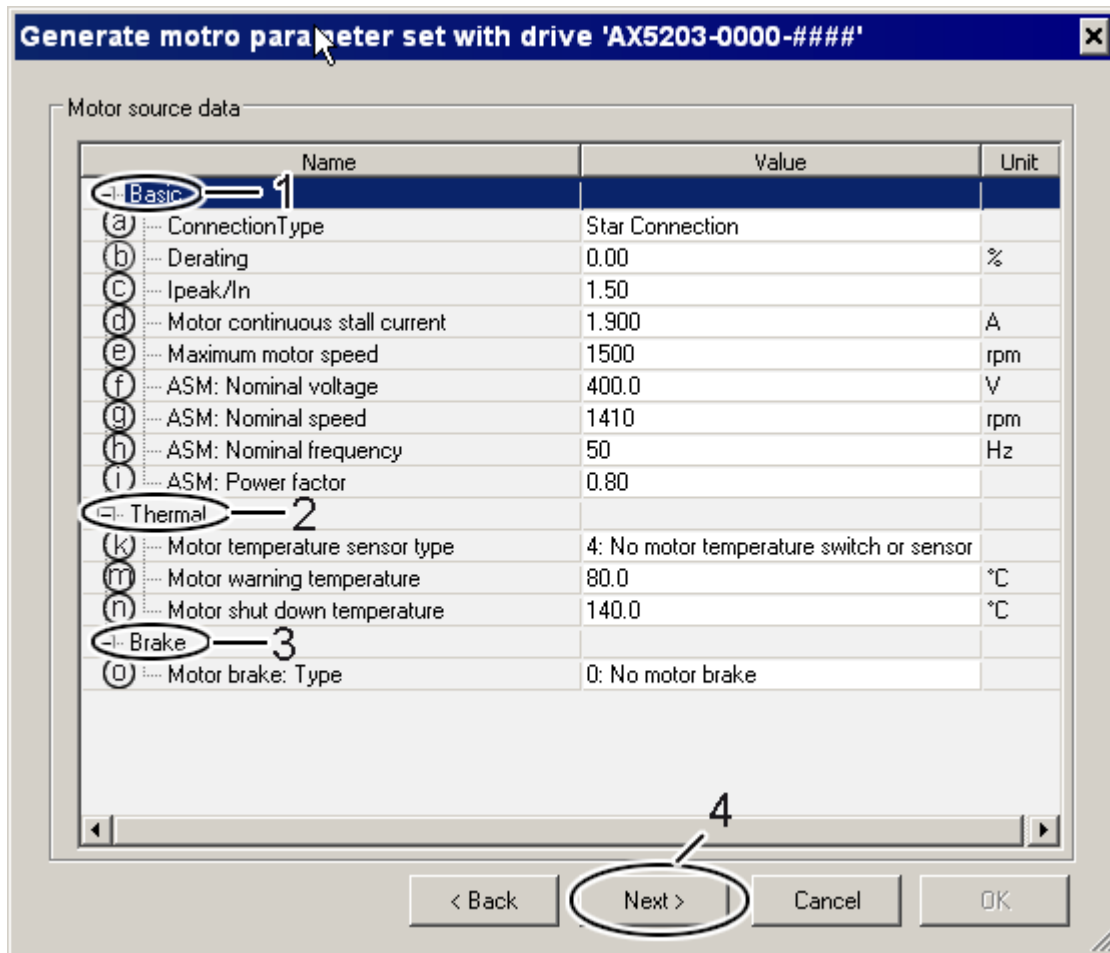 Generate motro parameter set with drive 'AX5203-0000-####'
Motor source data
Name Value Unit
Basic 1
a ConnectionType Star Connection
b Derating 0.00 %
c Ipeak/In 1.50
d Motor continuous stall current 1.900 A
e Maximum motor speed 1500 rpm
f ASM: Nominal voltage 400.0 V
g ASM: Nominal speed 1410 rpm
h ASM: Nominal frequency 50 Hz
i ASM: Power factor 0.80
Thermal 2
k Motor temperature sensor type 4: No motor temperature switch or sensor
m Motor warning temperature 80.0 °C
n Motor shut down temperature 140.0 °C
Brake 3
o Motor brake: Type 0: No motor brake
4
< Back Next > Cancel OK